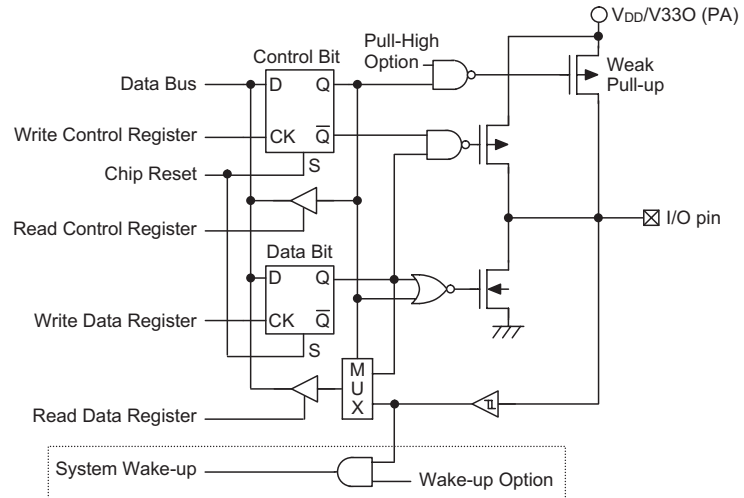 VDD/V33O (PA)
Control Bit
Pull-High
Option
Weak
Pull-up
Data Bus
D
Q
Write Control Register
CK
Q
S
Chip Reset
Read Control Register
I/O pin
Data Bit
D
Q
Write Data Register
CK
Q
S
M
U
X
Read Data Register
System Wake-up
Wake-up Option